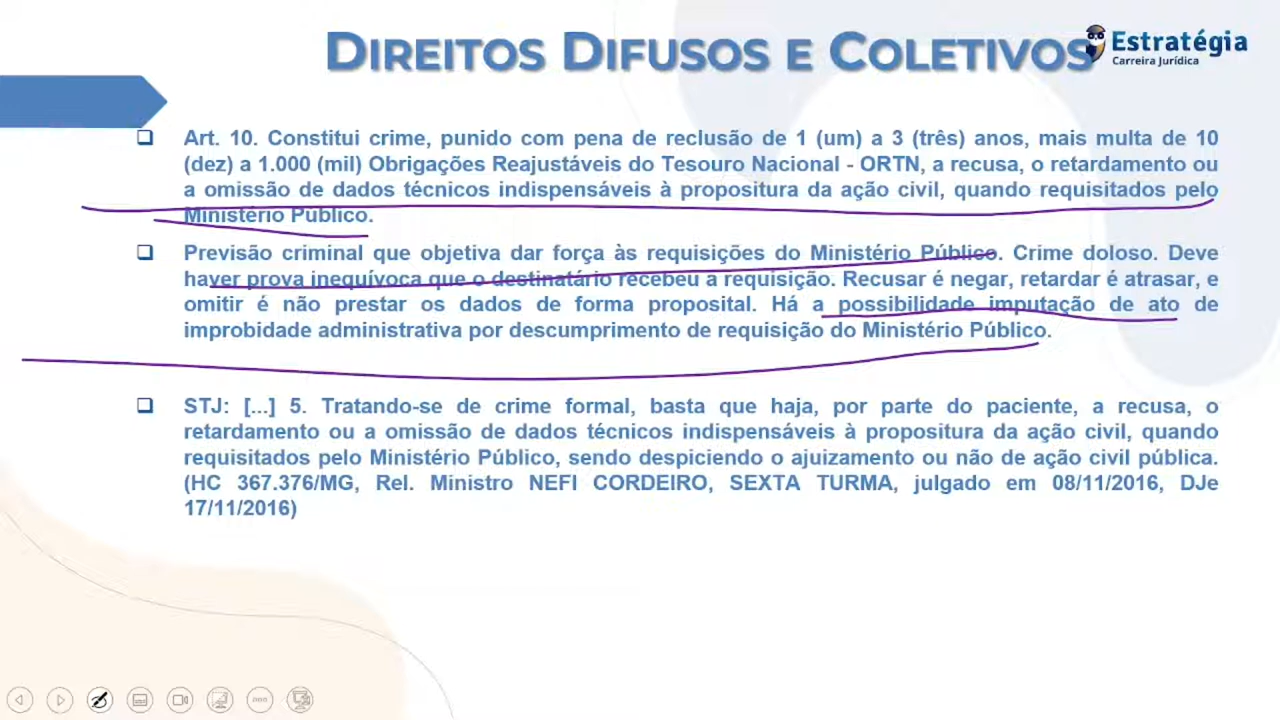 DIREITOS DIFUSOS E COLETIVOS
Estratégia
Carreira Jurídica
Art. 10. Constitui crime, punido com pena de reclusão de 1 (um) a 3 (três) anos, mais multa de 10
(dez) a 1.000 (mil) Obrigações Reajustáveis do Tesouro Nacional - ORTN, a recusa, o retardamento ou
a omissão de dados técnicos indispensáveis à propositura da ação civil, quando requisitados pelo
Ministério Público.
Previsão criminal que objetiva dar força às requisições do Ministério Público. Crime doloso. Deve
haver prova inequívoca que o destinatário recebeu a requisição. Recusar é negar, retardar é atrasar, e
omitir é não prestar os dados de forma proposital. Há a possibilidade imputação de ato de
improbidade administrativa por descumprimento de requisição do Ministério Público.
STJ: [...] 5. Tratando-se de crime formal, basta que haja, por parte do paciente, a recusa, o
retardamento ou a omissão de dados técnicos indispensáveis à propositura da ação civil, quando
requisitados pelo Ministério Público, sendo despiciendo o ajuizamento ou não de ação civil pública.
(HC 367.376/MG, Rel. Ministro NEFI CORDEIRO, SEXTA TURMA, julgado em 08/11/2016, DJe
17/11/2016)